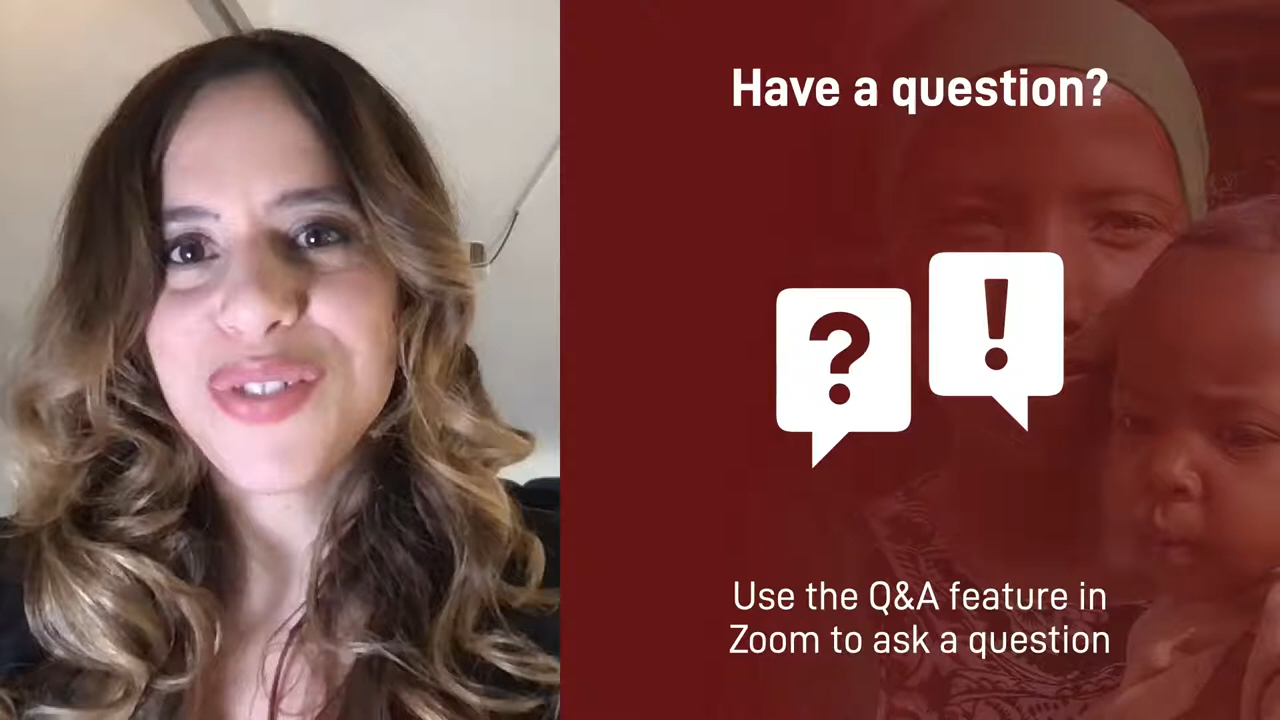 Have a question?
?
!
Use the Q&A feature in
Zoom to ask a question